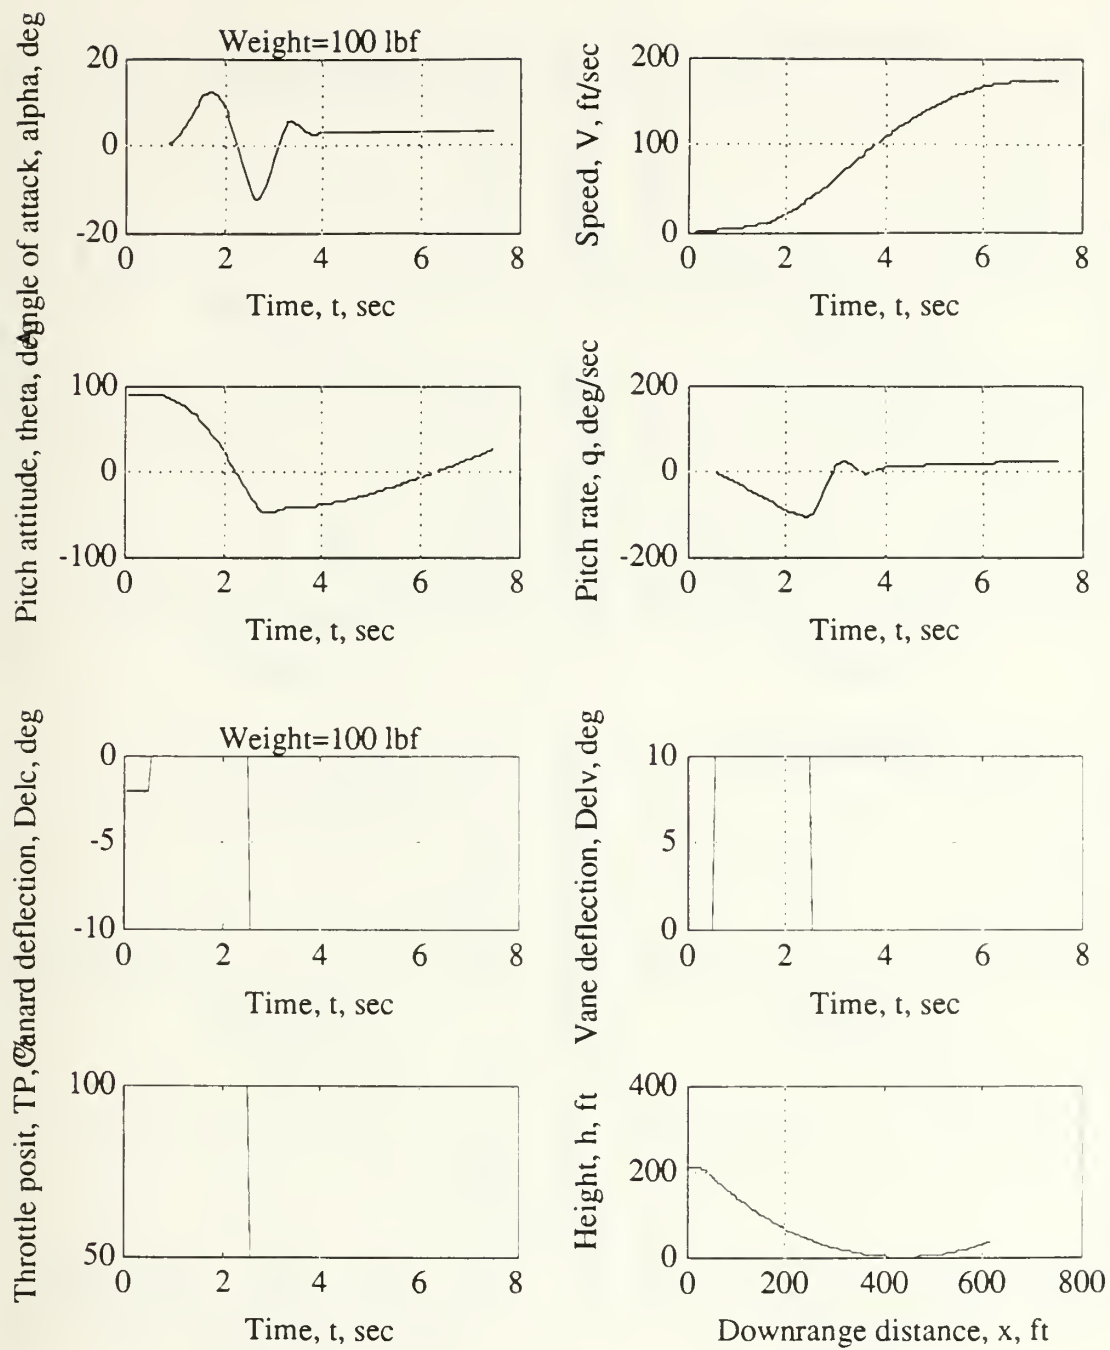 Weight=100 lbf
Angle of attack, alpha, deg
20
0
-20
0 2 4 6 8
Time, t, sec
Speed, V, ft/sec
200
100
0
0 2 4 6 8
Time, t, sec
Pitch attitude, theta, deg
100
0
-100
0 2 4 6 8
Time, t, sec
Pitch rate, q, deg/sec
200
0
-200
0 2 4 6 8
Time, t, sec
Weight=100 lbf
Canard deflection, Delc, deg
0
-5
-10
0 2 4 6 8
Time, t, sec
Vane deflection, Delv, deg
10
5
0
0 2 4 6 8
Time, t, sec
Throttle posit, TP, %
100
50
0 2 4 6 8
Time, t, sec
Height, h, ft
400
200
0
0 200 400 600 800
Downrange distance, x, ft